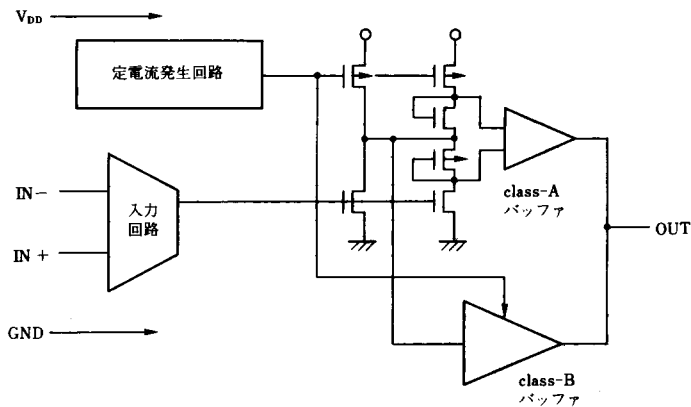 VDD
定電流発生回路
IN−
入力
回路
IN +
GND
class-A
バッファ
OUT
class-B
バッファ